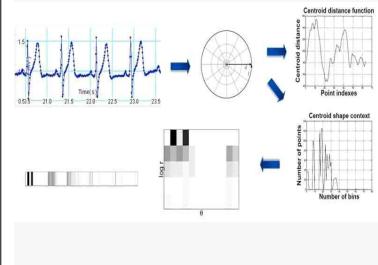 Centroid distance function
Centroid distance
Point indexes
1.5
Time(s)
0.5
21.0
21.5
22.0
22.5
23.0
23.5
Centroid shape context
Number of points
Number of bins
log r
θ